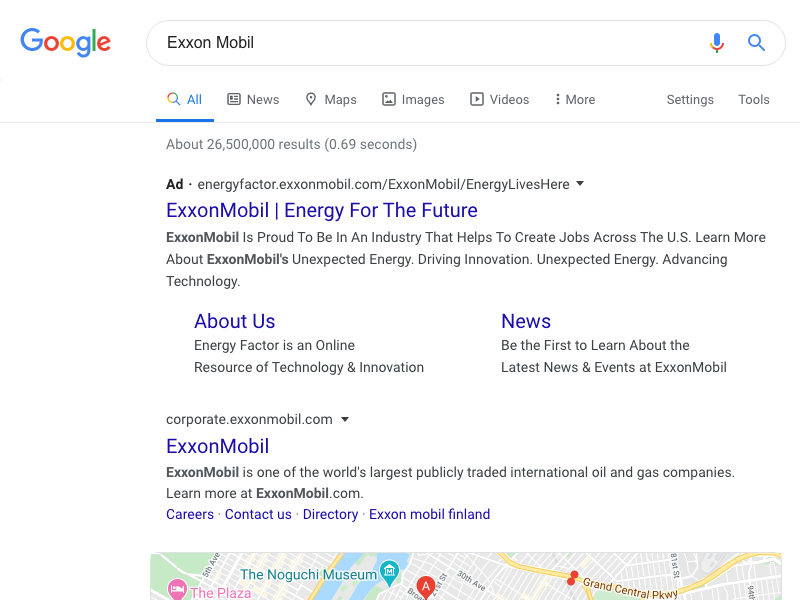 Google
Exxon Mobil
All News Maps Images Videos More Settings Tools
About 26,500,000 results (0.69 seconds)
Ad · energyfactor.exxonmobil.com/ExxonMobil/EnergyLivesHere
ExxonMobil | Energy For The Future
ExxonMobil Is Proud To Be In An Industry That Helps To Create Jobs Across The U.S. Learn More
About ExxonMobil's Unexpected Energy. Driving Innovation. Unexpected Energy. Advancing
Technology.
About Us
Energy Factor is an Online
Resource of Technology & Innovation
News
Be the First to Learn About the
Latest News & Events at ExxonMobil
corporate.exxonmobil.com
ExxonMobil
ExxonMobil is one of the world's largest publicly traded international oil and gas companies.
Learn more at ExxonMobil.com.
Careers · Contact us · Directory · Exxon mobil finland
5th Ave
The Noguchi Museum
The Plaza
A
30th Ave
Grand Central Pkwy
81st St